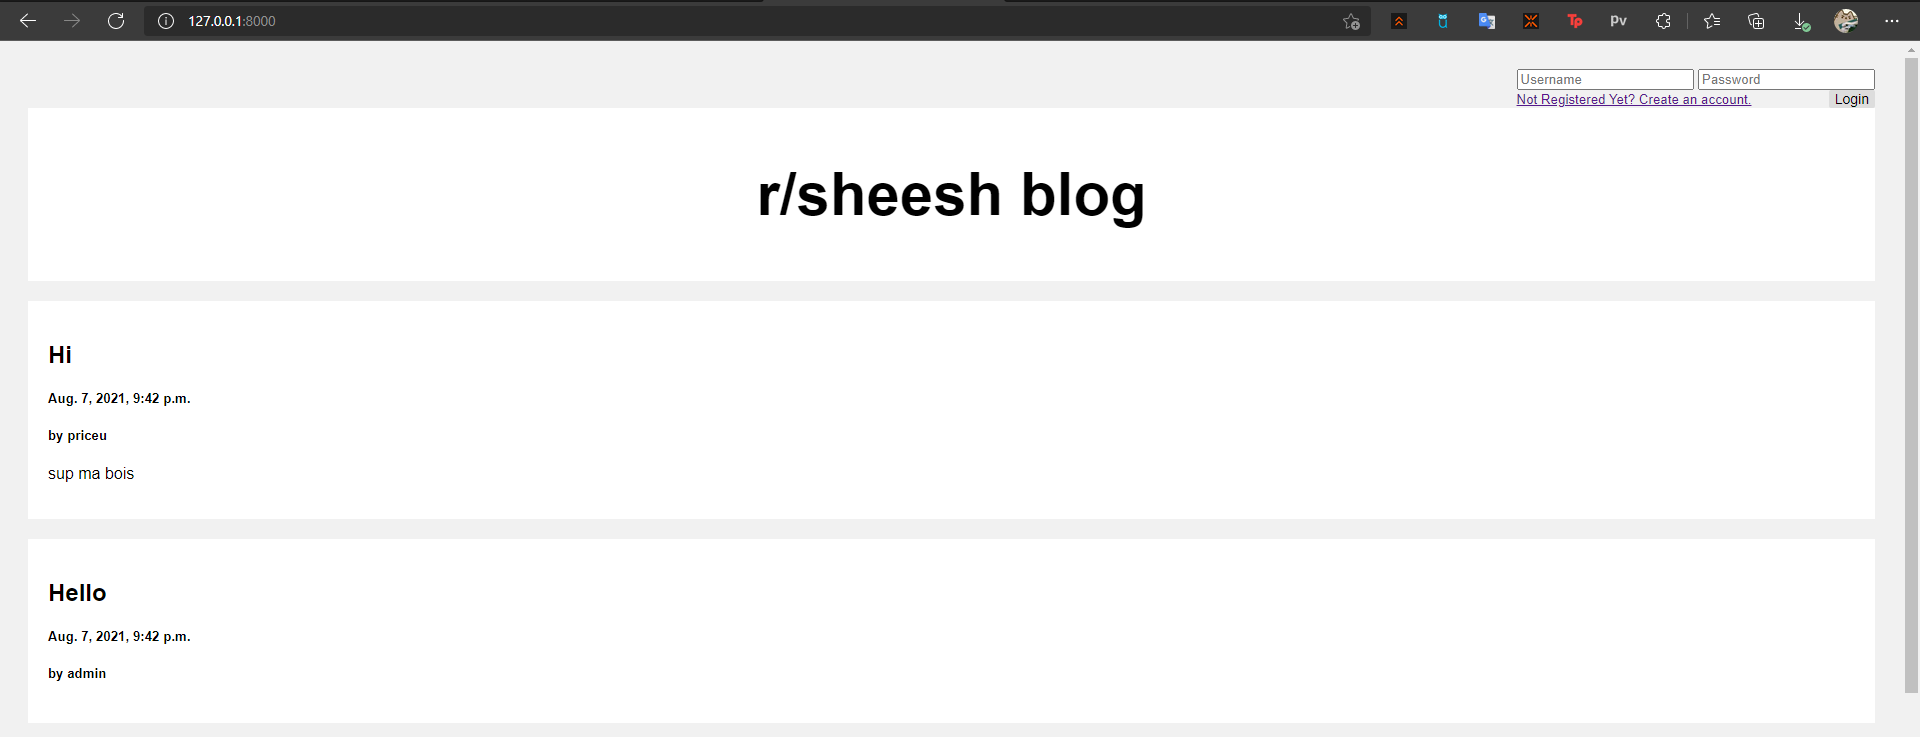 127.0.0.1:8000
Tp
Pv
Username Password
Not Registered Yet? Create an account. Login
r/sheesh blog
Hi
Aug. 7, 2021, 9:42 p.m.
by priceu
sup ma bois
Hello
Aug. 7, 2021, 9:42 p.m.
by admin